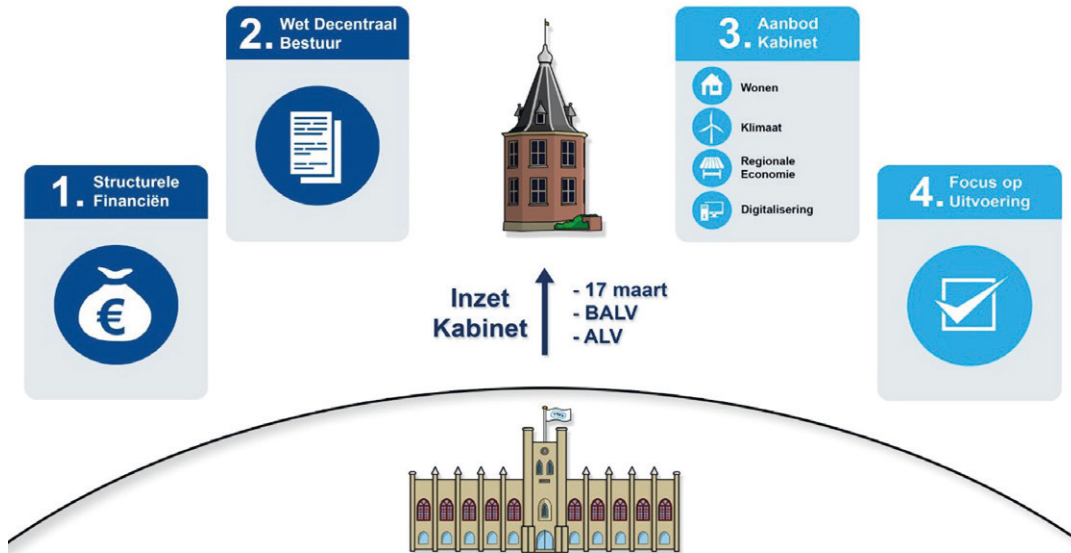 1. Structurele
Financiën
€
2. Wet Decentraal
Bestuur
3. Aanbod
Kabinet
Wonen
Klimaat
Regionale
Economie
Digitalisering
4. Focus op
Uitvoering
Inzet
Kabinet
- 17 maart
- BALV
- ALV